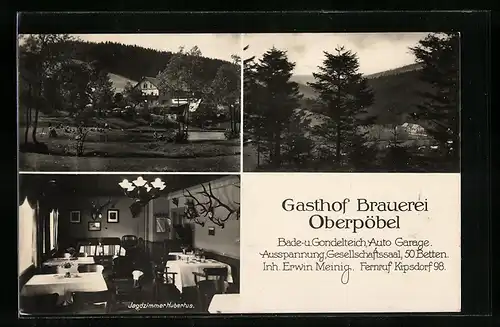 Gasthof Brauerei
Oberpöbel
Bade-u.Gondelteich, Auto Garage.
Ausspannung, Gesellschaftssaal, 50 Betten.
Inh. Erwin Meinig. Fernruf Kipsdorf 98.
Jagdzimmer Hubertus.